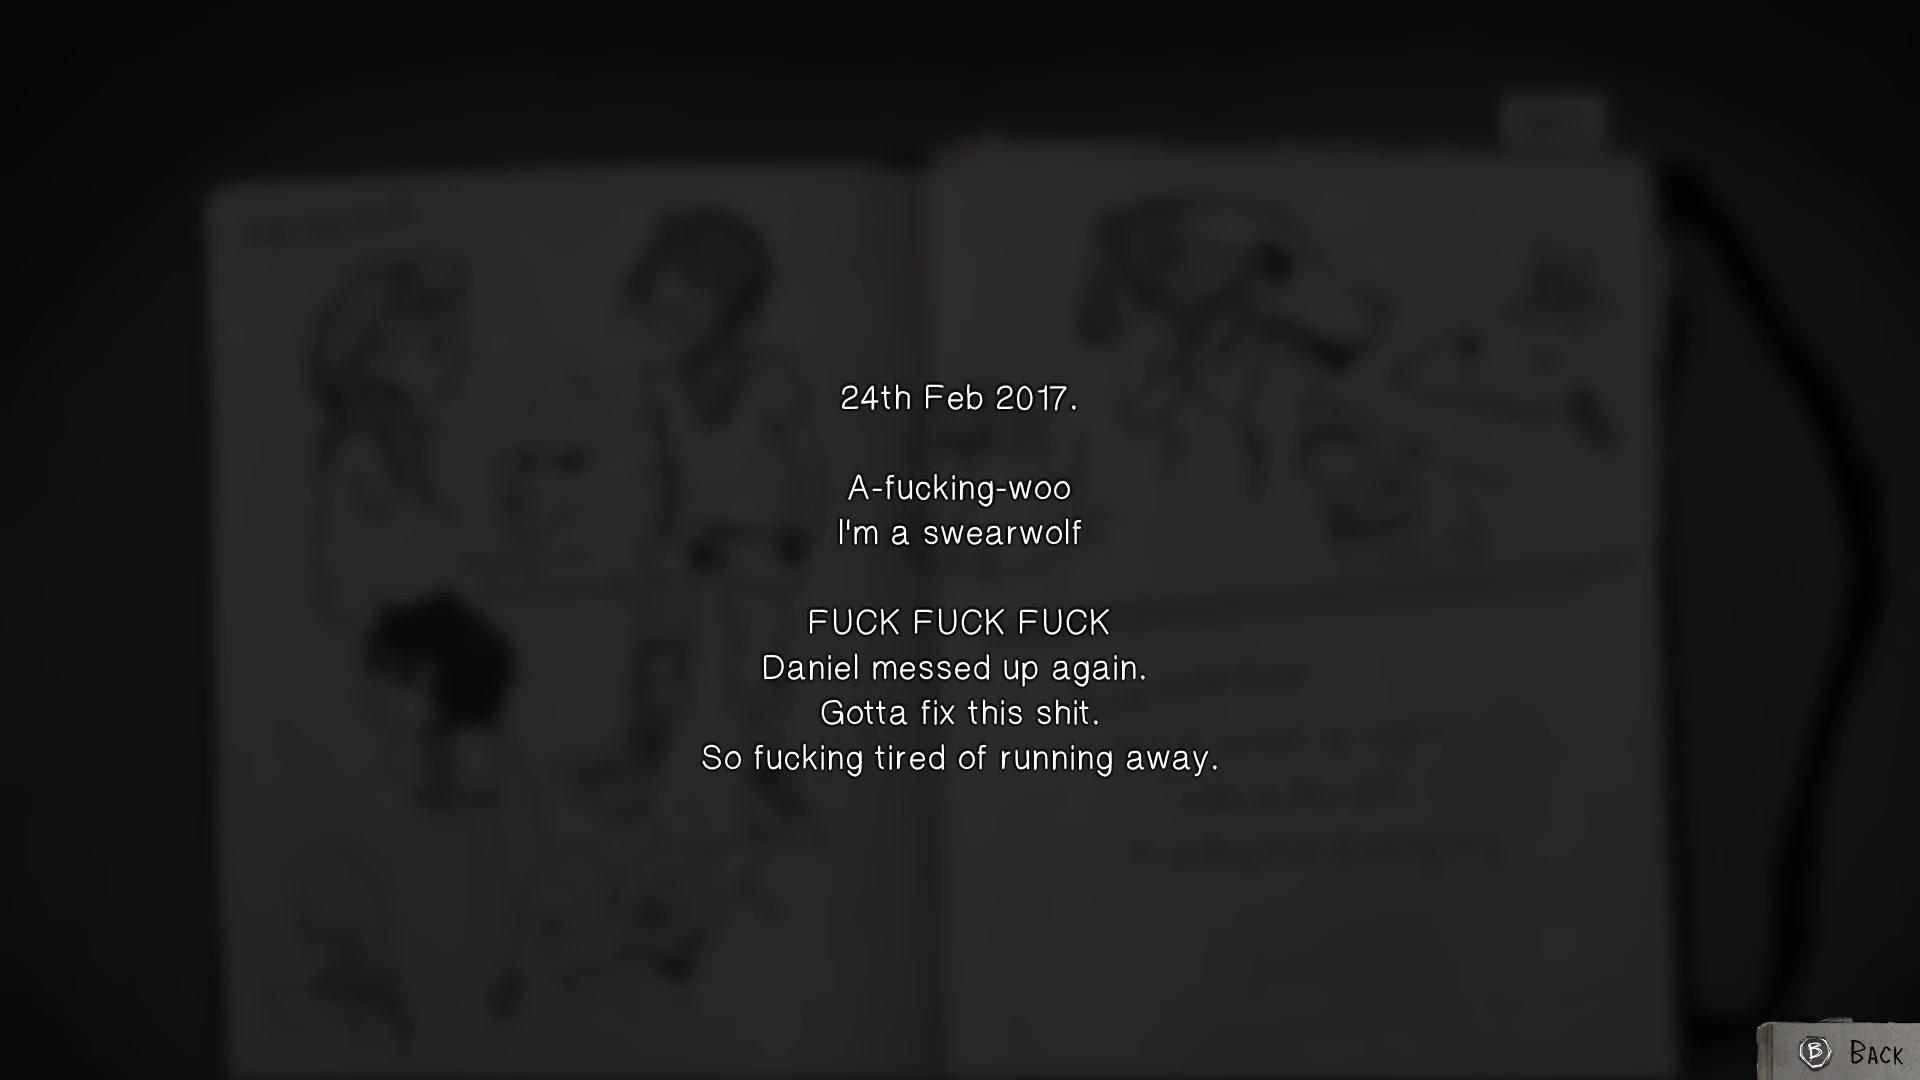 24th Feb 2017.
A-fucking-woo
I'm a swearwolf
FUCK FUCK FUCK
Daniel messed up again.
Gotta fix this shit.
So fucking tired of running away.
B BACK